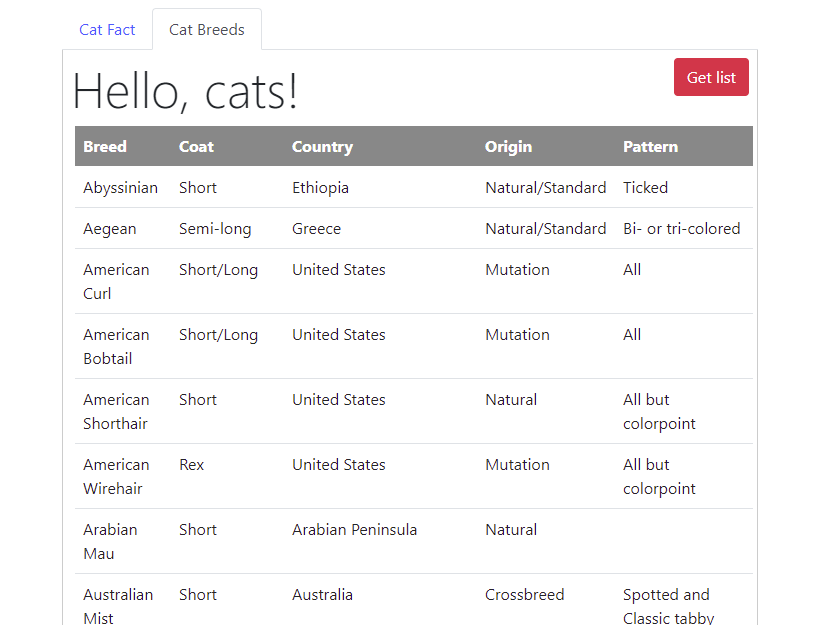 Cat Fact Cat Breeds
Hello, cats! Get list
Breed Coat Country Origin Pattern
Abyssinian Short Ethiopia Natural/Standard Ticked
Aegean Semi-long Greece Natural/Standard Bi- or tri-colored
American Short/Long United States Mutation All
Curl
American Short/Long United States Mutation All
Bobtail
American Short United States Natural All but
Shorthair colorpoint
American Rex United States Mutation All but
Wirehair colorpoint
Arabian Short Arabian Peninsula Natural
Mau
Australian Short Australia Crossbreed Spotted and
Mist Classic tabby